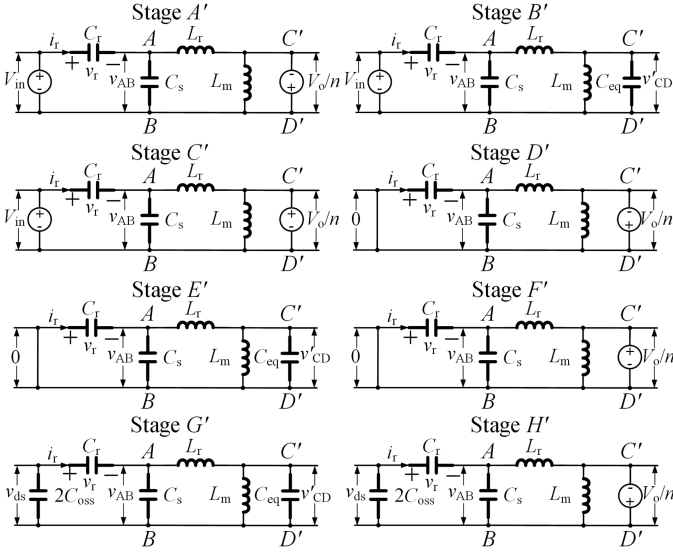 Stage A′
Stage B′
i_r C_r A L_r C′
i_r C_r A L_r C′
V_in + v_r − v_AB C_s L_m V_o/n
V_in + v_r − v_AB C_s L_m C_eq v′_CD
B D′
B D′
Stage C′
Stage D′
i_r C_r A L_r C′
i_r C_r A L_r C′
V_in + v_r − v_AB C_s L_m V_o/n
0 + v_r − v_AB C_s L_m V_o/n
B D′
B D′
Stage E′
Stage F′
i_r C_r A L_r C′
i_r C_r A L_r C′
0 + v_r − v_AB C_s L_m C_eq v′_CD
0 + v_r − v_AB C_s L_m V_o/n
B D′
B D′
Stage G′
Stage H′
i_r C_r A L_r C′
i_r C_r A L_r C′
v_ds + v_r − 2C_oss v_AB C_s L_m C_eq v′_CD
v_ds + v_r − 2C_oss v_AB C_s L_m V_o/n
B D′
B D′